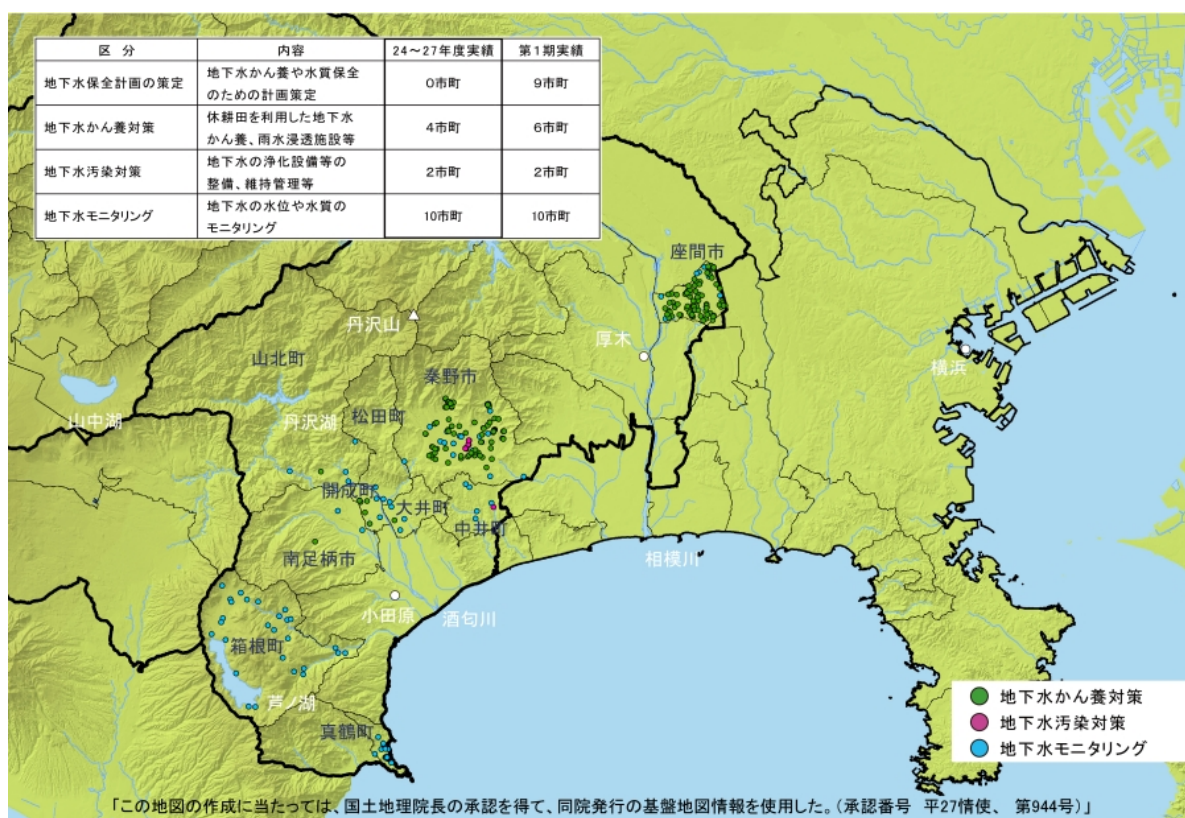 区 分 内容 24～27年度実績 第1期実績
地下水保全計画の策定 地下水かん養や水質保全 0市町 9市町
のための計画策定
地下水かん養対策 休耕田を利用した地下水 4市町 6市町
かん養、雨水浸透施設等
地下水汚染対策 地下水の浄化設備等の 2市町 2市町
整備、維持管理等
地下水モニタリング 地下水の水位や水質の 10市町 10市町
モニタリング
座間市
丹沢山
厚木
山北町
秦野市
横浜
山中湖
丹沢湖
松田町
開成町
大井町
中井町
南足柄市
相模川
小田原
酒匂川
箱根町
芦ノ湖
真鶴町
地下水かん養対策
地下水汚染対策
地下水モニタリング
「この地図の作成に当たっては、国土地理院長の承認を得て、同院発行の基盤地図情報を使用した。（承認番号 平27情使、 第944号）」